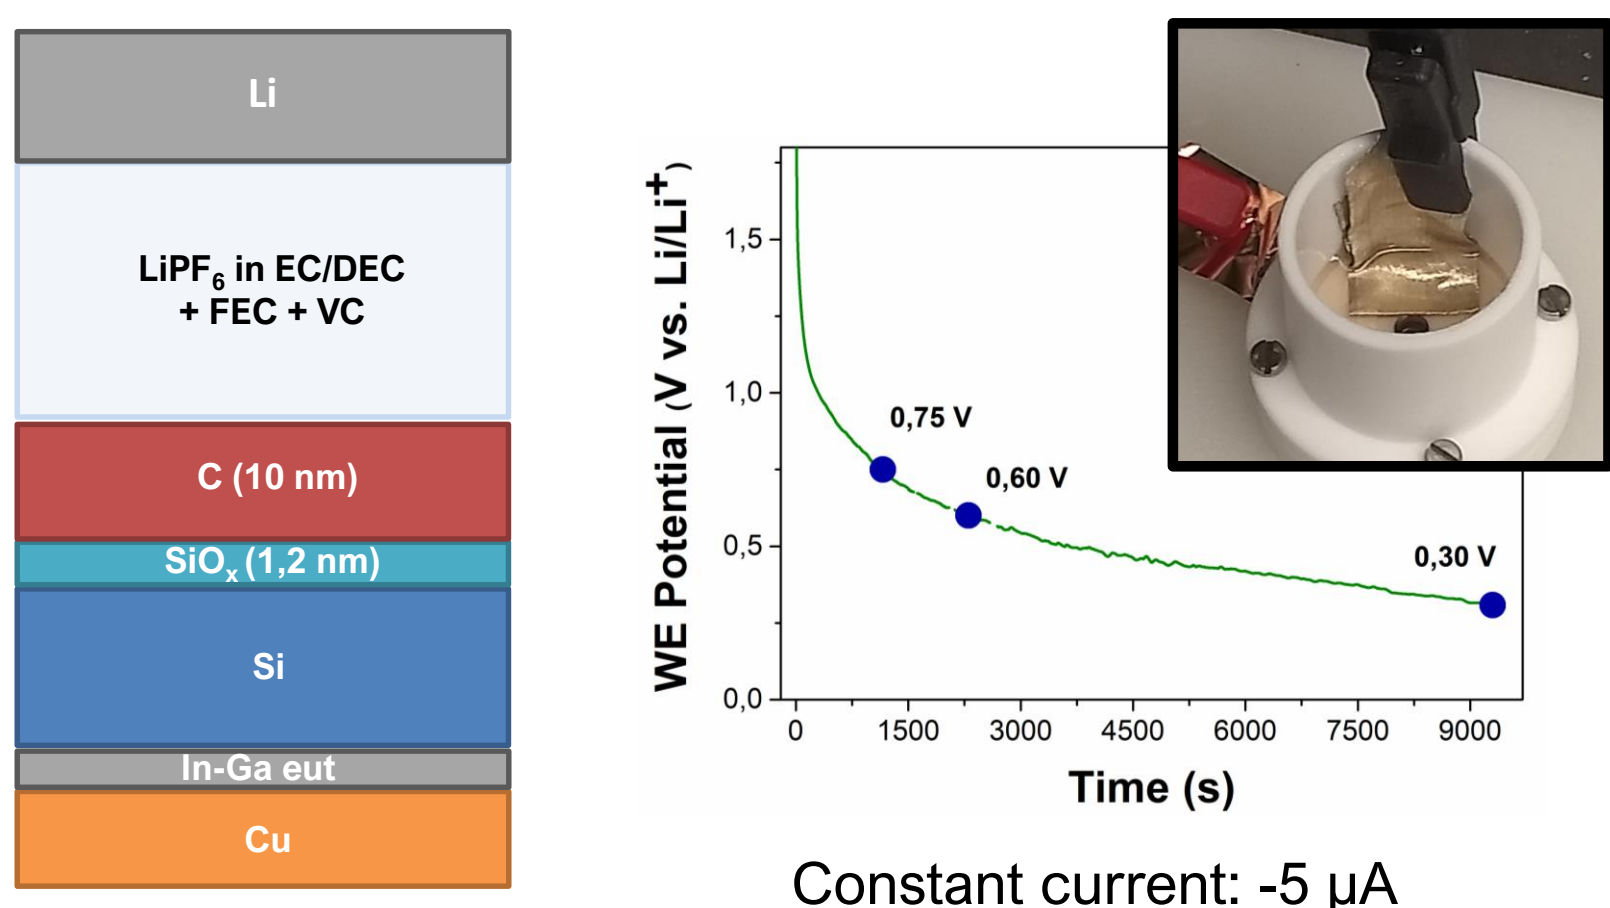 Li
LiPF₆ in EC/DEC
+ FEC + VC
C (10 nm)
SiOₓ (1,2 nm)
Si
In-Ga eut
Cu
WE Potential (V vs. Li/Li⁺)
1,5
1,0
0,5
0,0
0,75 V
0,60 V
0,30 V
0
1500
3000
4500
6000
7500
9000
Time (s)
Constant current: -5 µA